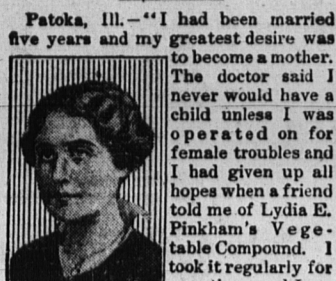 Patoka, Ill.—"I had been married
five years and my greatest desire was
to become a mother.
The doctor said I
never would have a
child unless I was
operated on for
female troubles and
I had given up all
hopes when a friend
told me of Lydia E.
Pinkham's Vege-
table Compound. I
took it regularly for